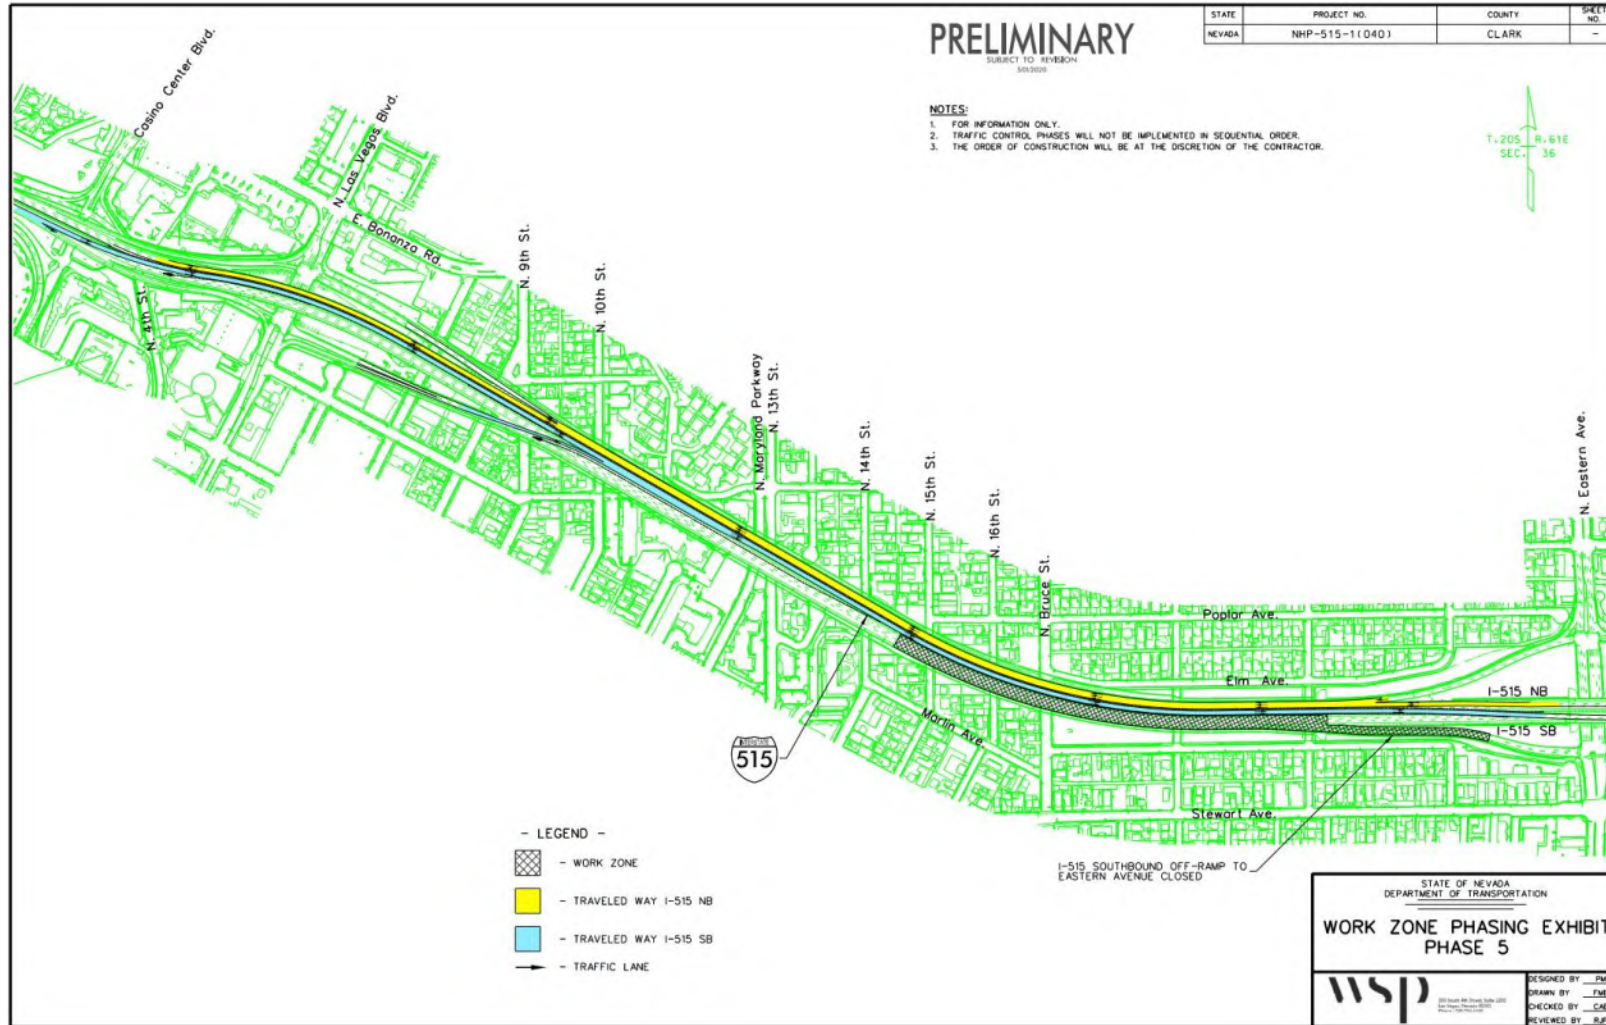 PRELIMINARY
SUBJECT TO REVISION
STATE PROJECT NO. COUNTY SHEET NO.
NEVADA NHP-515-1(040) CLARK -
NOTES:
1. FOR INFORMATION ONLY.
2. TRAFFIC CONTROL PHASES WILL NOT BE IMPLEMENTED IN SEQUENTIAL ORDER.
3. THE ORDER OF CONSTRUCTION WILL BE AT THE DISCRETION OF THE CONTRACTOR.
T.20S R.61E
SEC. 36
Casino Center Blvd.
N. Las Vegas Blvd.
E. Bonanza Rd.
N. 4th St.
N. 9th St.
N. 10th St.
N. Maryland Parkway
N. 13th St.
N. 14th St.
N. 15th St.
N. 16th St.
N. Bruce St.
N. Eastern Ave.
Poplar Ave.
Elm Ave.
I-515 NB
I-515 SB
Marlin Ave.
Stewart Ave.
INTERSTATE
515
I-515 SOUTHBOUND OFF-RAMP TO
EASTERN AVENUE CLOSED
- LEGEND -
- WORK ZONE
- TRAVELED WAY I-515 NB
- TRAVELED WAY I-515 SB
- TRAFFIC LANE
STATE OF NEVADA
DEPARTMENT OF TRANSPORTATION
WORK ZONE PHASING EXHIBIT
PHASE 5
wsp
DESIGNED BY PM
DRAWN BY
CHECKED BY
REVIEWED BY